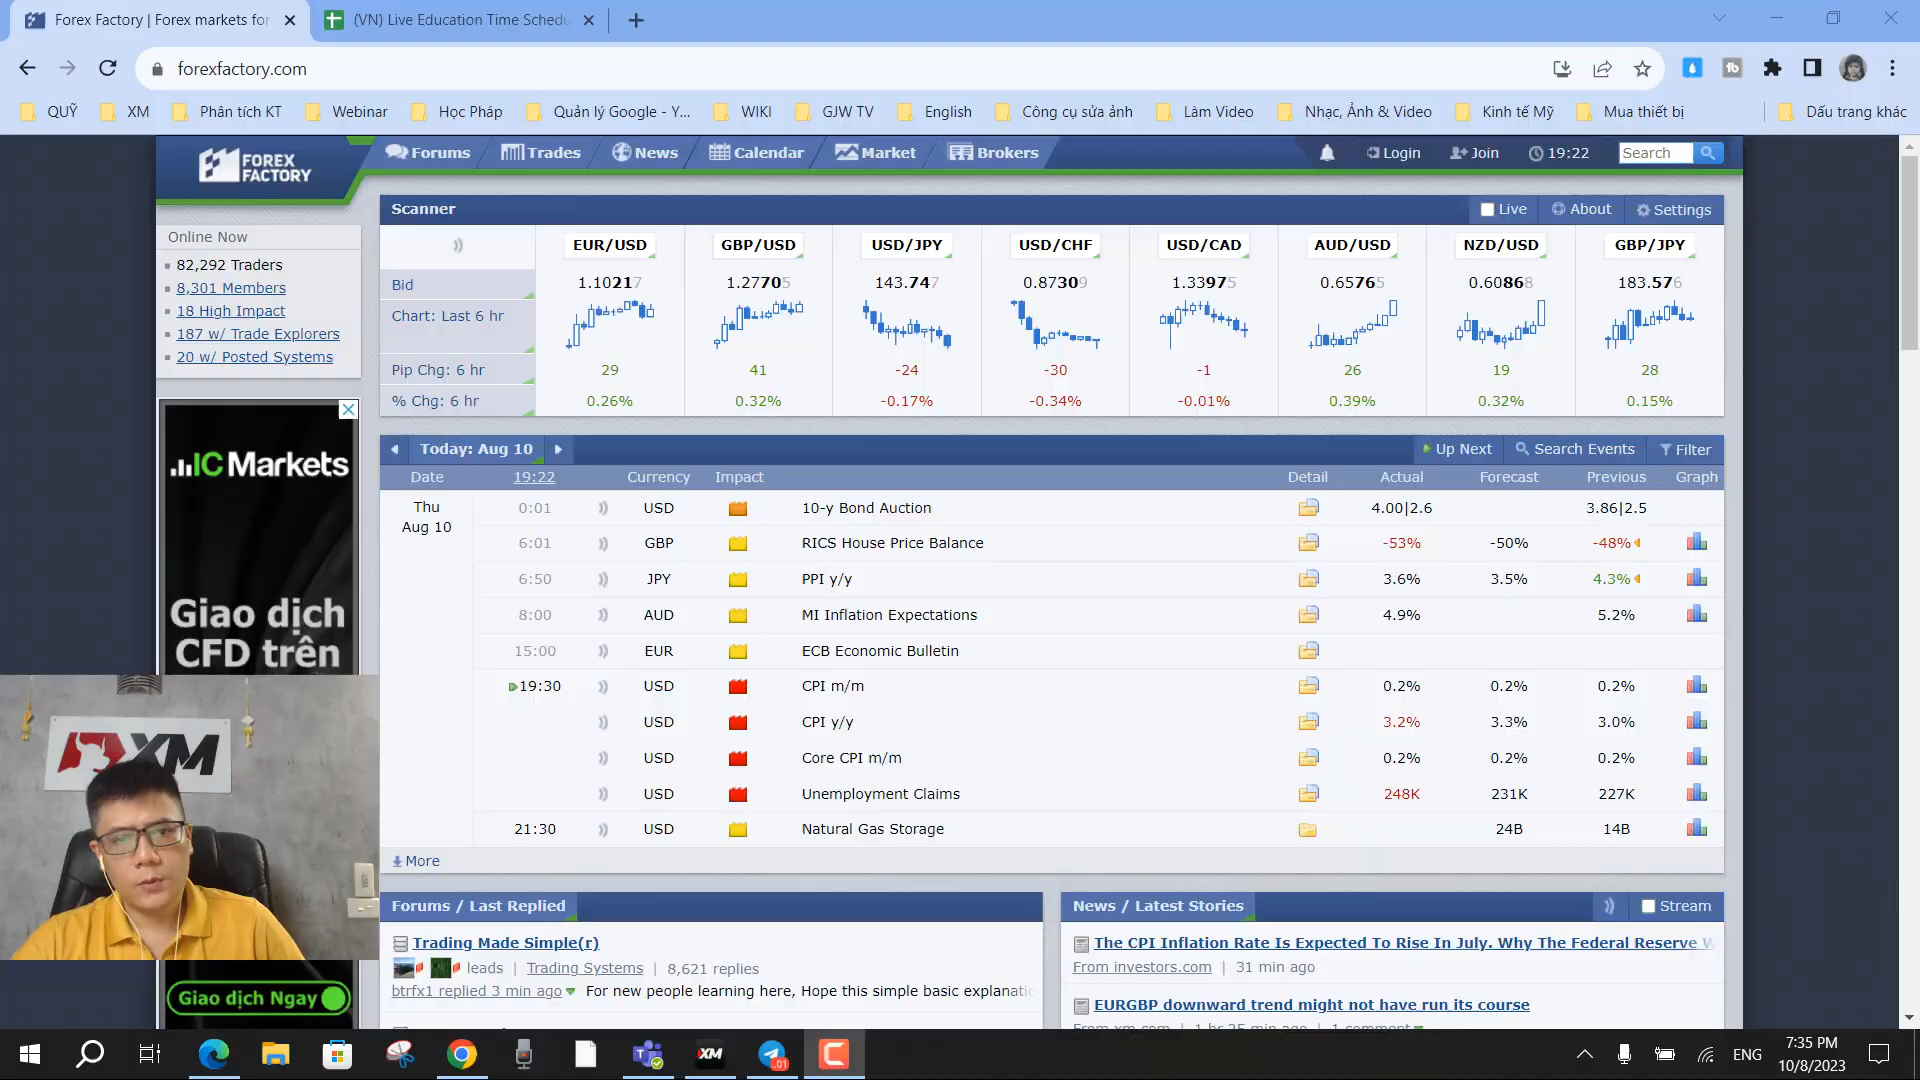 Forex Factory | Forex markets for
(VN) Live Education Time Schedu
forexfactory.com
QUỸ
XM
Phân tích KT
Webinar
Học Pháp
Quản lý Google - Y...
WIKI
GJW TV
English
Công cụ sửa ảnh
Làm Video
Nhạc, Ảnh & Video
Kinh tế Mỹ
Mua thiết bị
Dấu trang khác
FOREX
FACTORY
Forums
Trades
News
Calendar
Market
Brokers
Login
Join
19:22
Search
Online Now
82,292 Traders
8,301 Members
18 High Impact
187 w/ Trade Explorers
20 w/ Posted Systems
IC Markets
Giao dịch
CFD trên
XM
Giao dịch Ngay
Scanner
Live
About
Settings
EUR/USD GBP/USD USD/JPY USD/CHF USD/CAD AUD/USD NZD/USD GBP/JPY
Bid 1.10217 1.27705 143.747 0.87309 1.33975 0.65765 0.60868 183.576
Chart: Last 6 hr
Pip Chg: 6 hr 29 41 -24 -30 -1 26 19 28
% Chg: 6 hr 0.26% 0.32% -0.17% -0.34% -0.01% 0.39% 0.32% 0.15%
Today: Aug 10
Up Next
Search Events
Filter
Date 19:22 Currency Impact Detail Actual Forecast Previous Graph
Thu
Aug 10
0:01 USD 10-y Bond Auction 4.00|2.6 3.86|2.5
6:01 GBP RICS House Price Balance -53% -50% -48%
6:50 JPY PPI y/y 3.6% 3.5% 4.3%
8:00 AUD MI Inflation Expectations 4.9% 5.2%
15:00 EUR ECB Economic Bulletin
19:30 USD CPI m/m 0.2% 0.2% 0.2%
USD CPI y/y 3.2% 3.3% 3.0%
USD Core CPI m/m 0.2% 0.2% 0.2%
USD Unemployment Claims 248K 231K 227K
21:30 USD Natural Gas Storage 24B 14B
More
Forums / Last Replied
Trading Made Simple(r)
leads | Trading Systems | 8,621 replies
btrfx1 replied 3 min ago For new people learning here, Hope this simple basic explanatio
News / Latest Stories
Stream
The CPI Inflation Rate Is Expected To Rise In July. Why The Federal Reserve W
From investors.com | 31 min ago
EURGBP downward trend might not have run its course
From xm.com | 1 hr 25 min ago | 1 comment
XM
.01
ENG
7:35 PM
10/8/2023